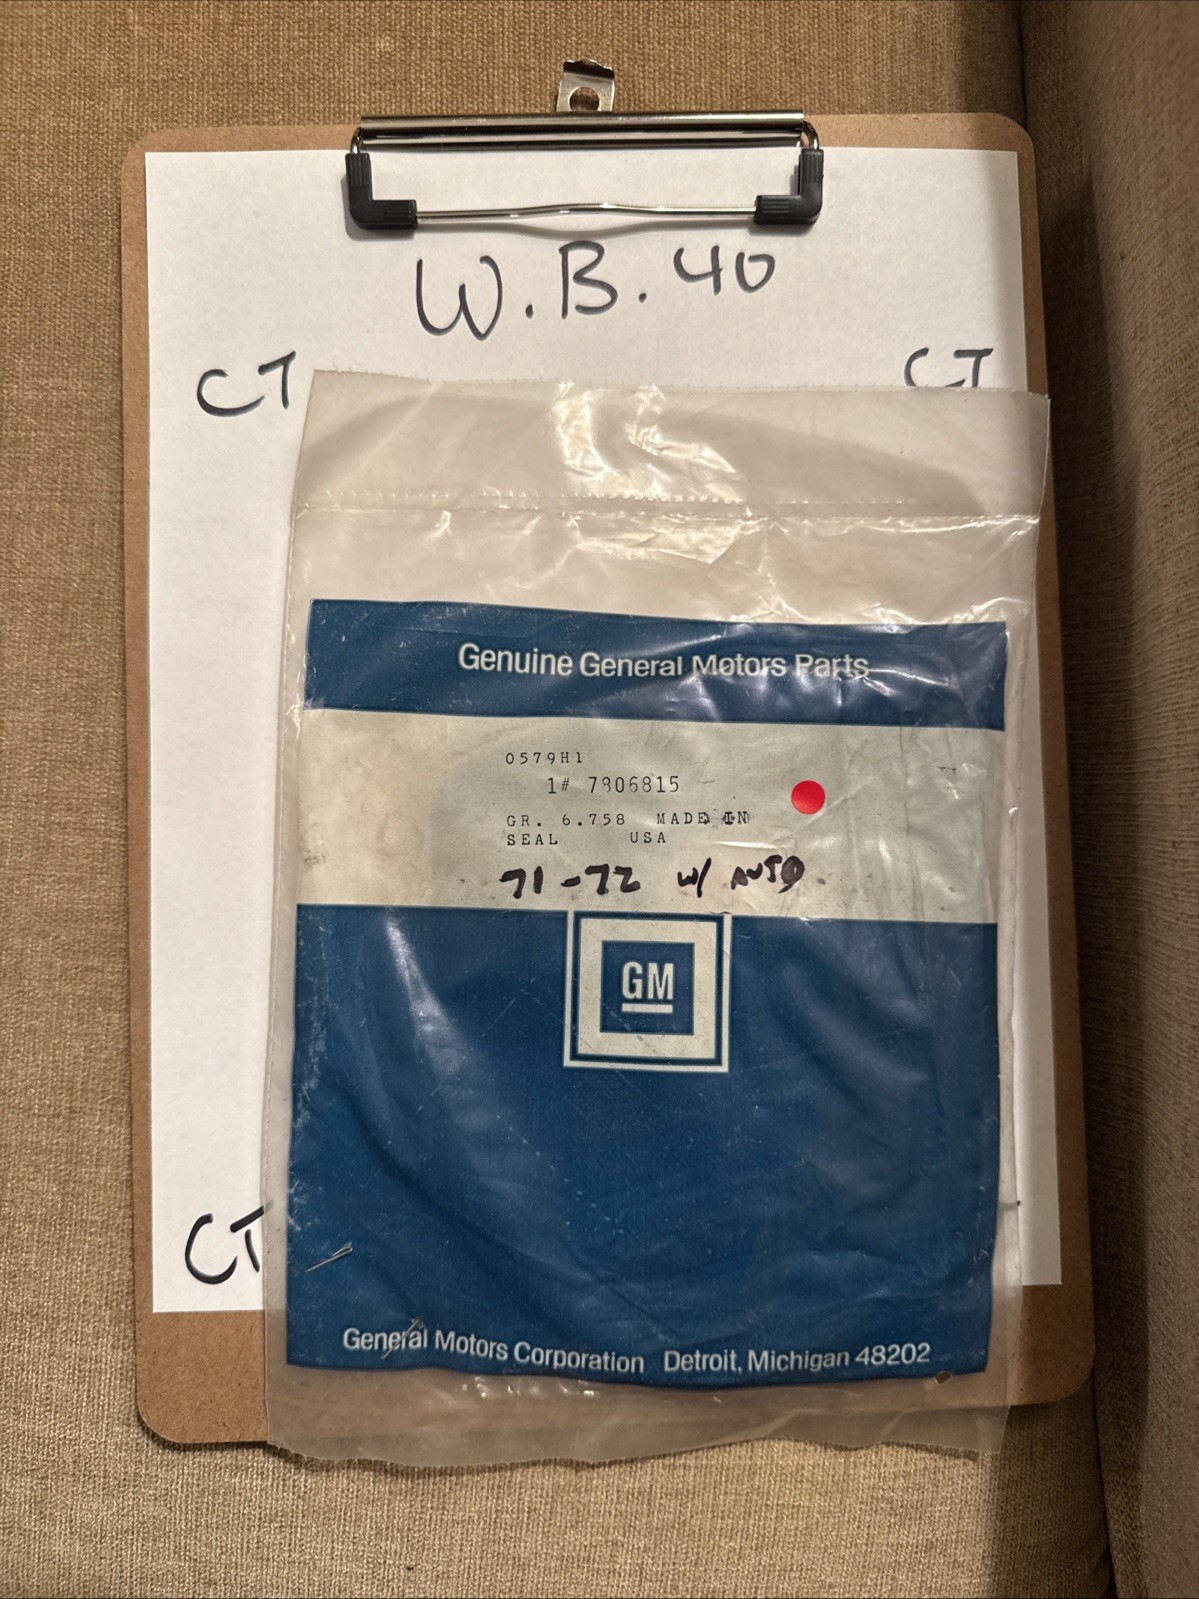 W.B.40
CT CT
Genuine General Motors Parts
0579H1
1# 7806815
GR. 6.758 MADE IN
SEAL USA
71-72 w/ AUTO
GM
CT
General Motors Corporation Detroit, Michigan 48202